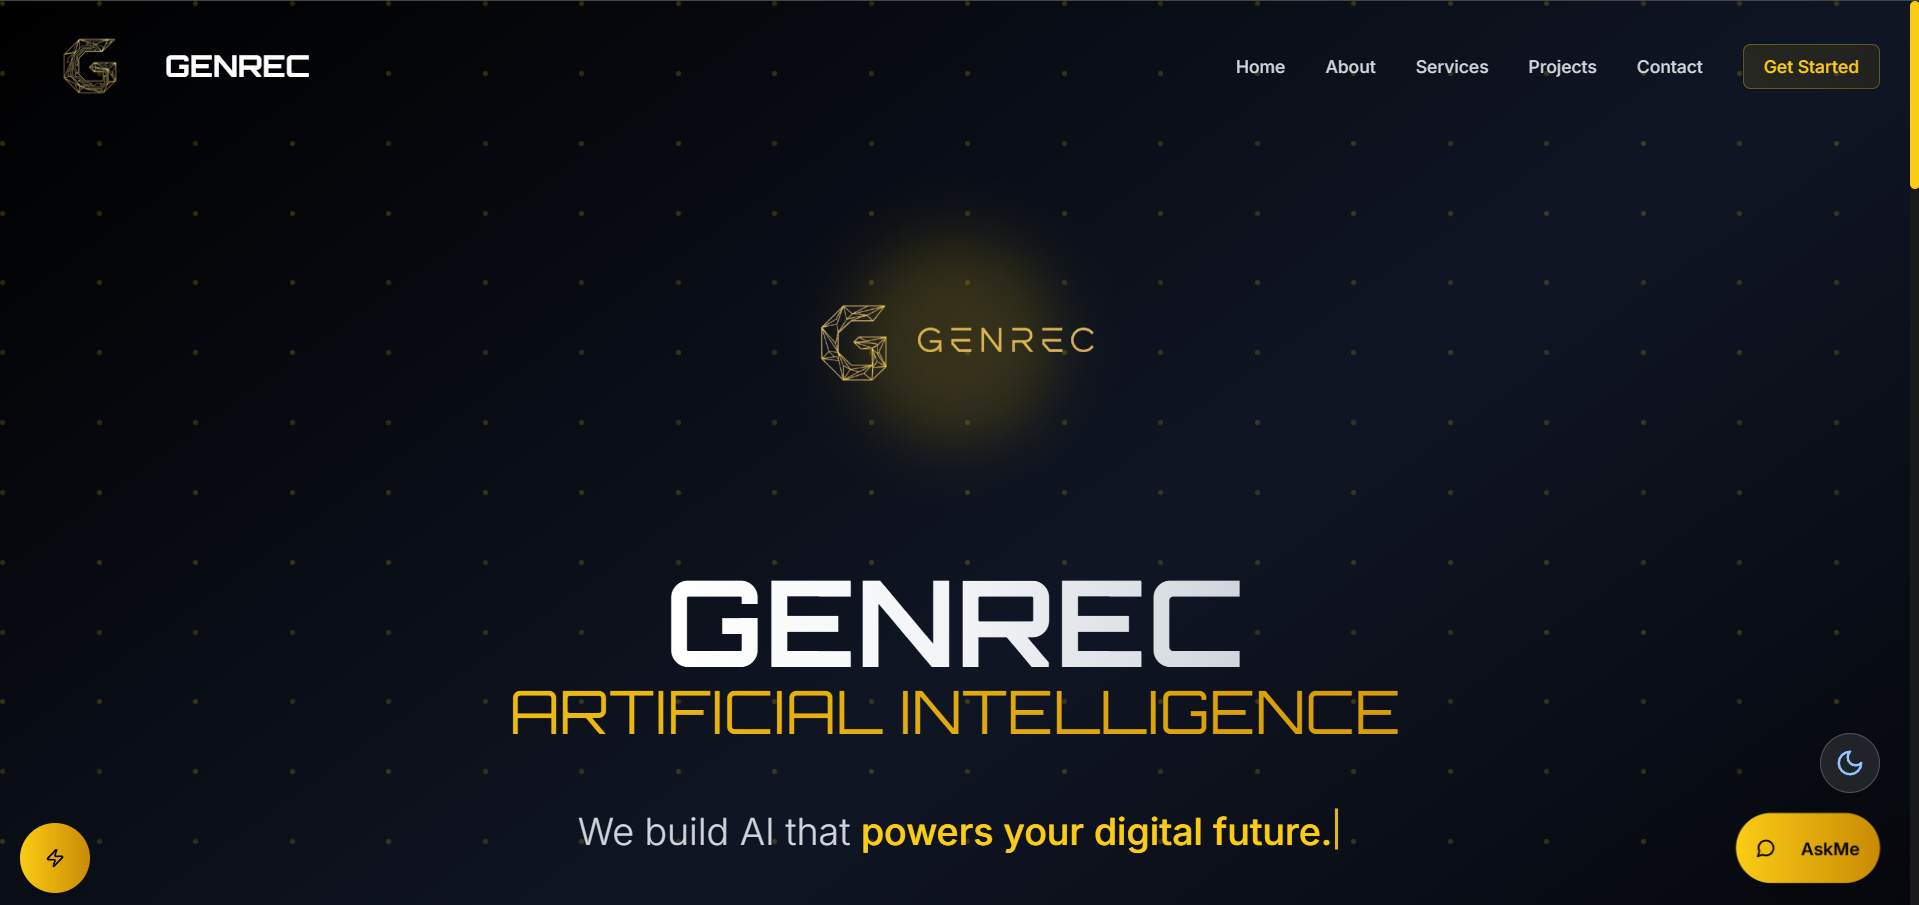 GENREC
Home About Services Projects Contact Get Started
GENREC
GENREC
ARTIFICIAL INTELLIGENCE
We build AI that powers your digital future.
AskMe